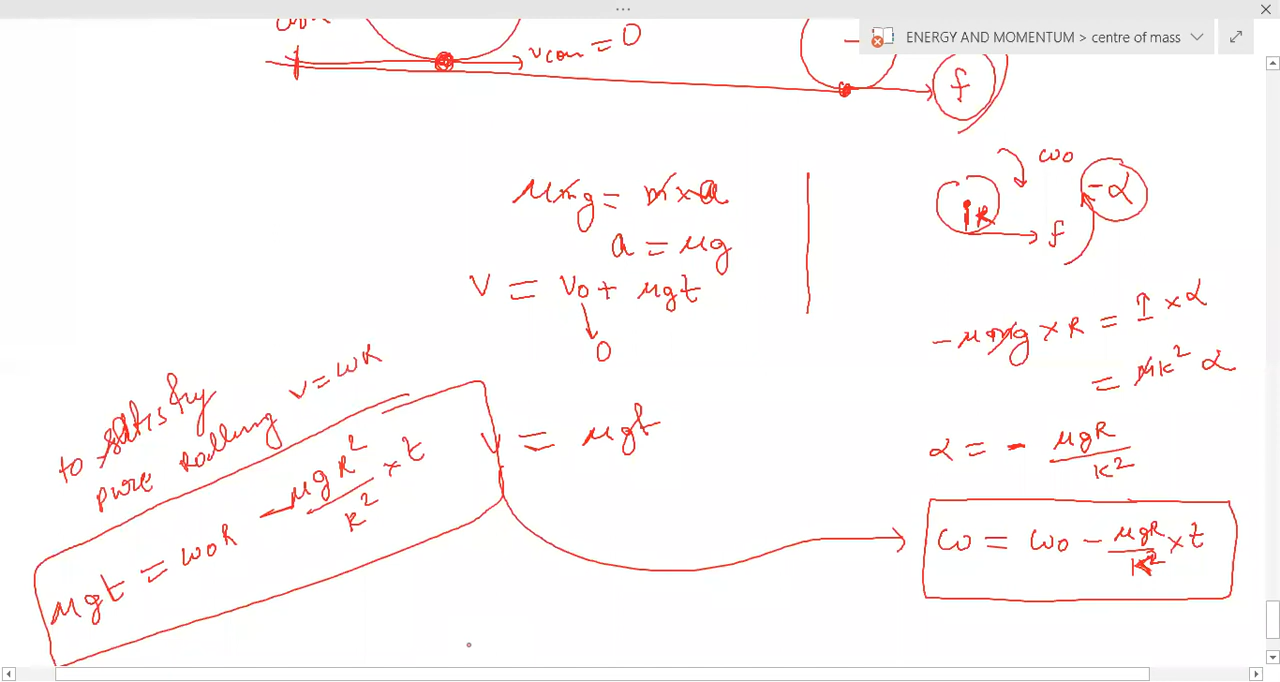 ...
ENERGY AND MOMENTUM > centre of mass
v_com = 0
f
ω0
-α
R
f
μmg = m×a
a = μg
v = v0 + μgt
0
-μmg × R = I × α
= mk² α
to satisfy
pure rolling v = ωR
v = μgt
α = - μgR/k²
μgt = ω0R - μgR²/k² × t
ω = ω0 - μgR/k² × t